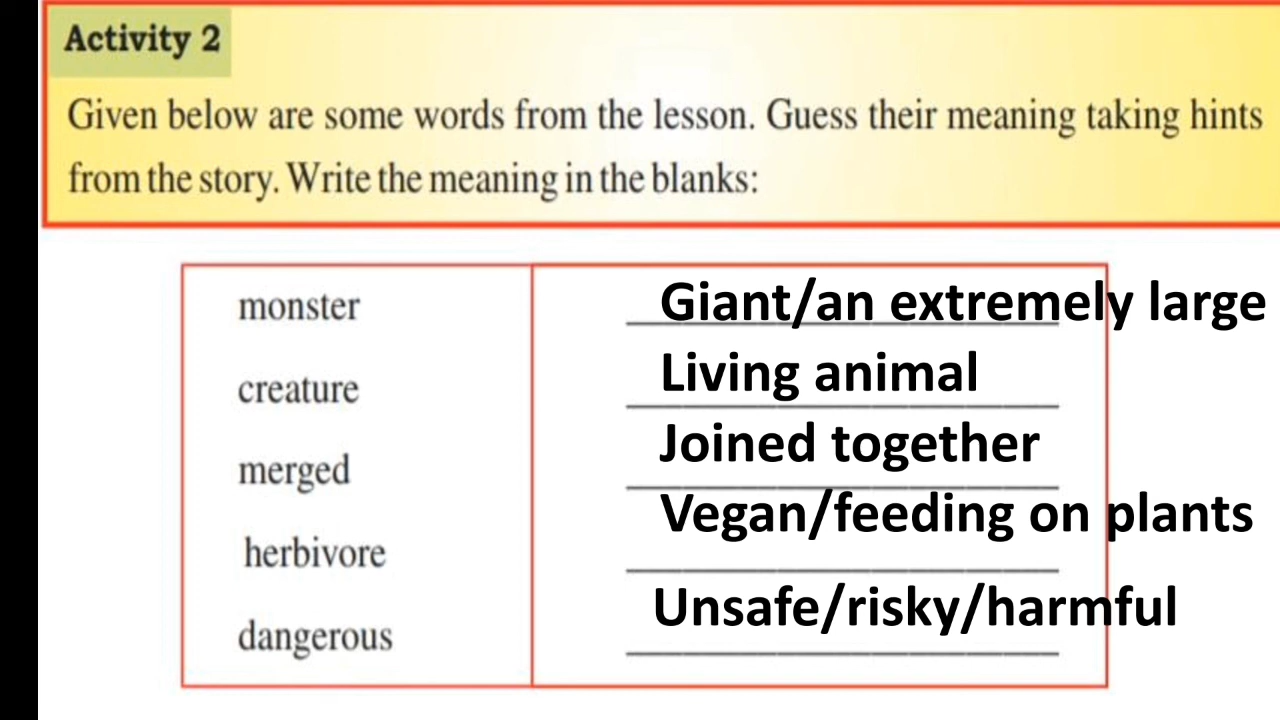 Activity 2
Given below are some words from the lesson. Guess their meaning taking hints
from the story. Write the meaning in the blanks:
monster Giant/an extremely large
creature Living animal
merged Joined together
herbivore Vegan/feeding on plants
dangerous Unsafe/risky/harmful